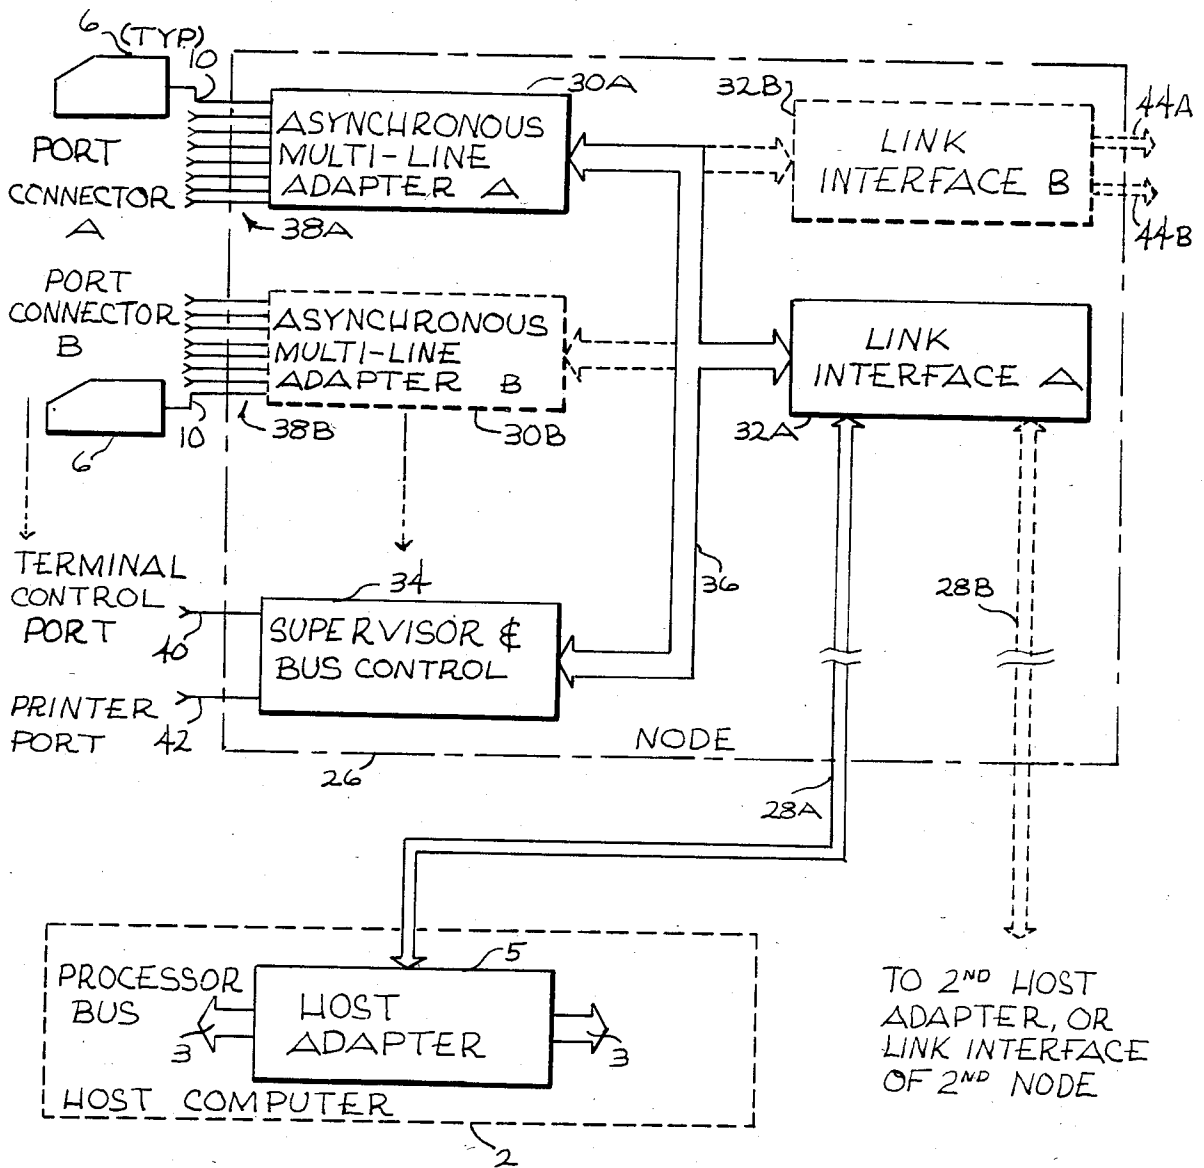 6 (TYP)
10
30A
32B
44A
ASYNCHRONOUS
MULTI-LINE
ADAPTER A
LINK
INTERFACE B
PORT
CONNECTOR
A
38A
44B
PORT
CONNECTOR
B
ASYNCHRONOUS
MULTI-LINE
ADAPTER B
LINK
INTERFACE A
10
38B
30B
32A
6
TERMINAL
CONTROL
PORT
40
34
36
28B
SUPERVISOR &
BUS CONTROL
PRINTER
PORT
42
NODE
26
28A
5
PROCESSOR
BUS
3
HOST
ADAPTER
3
HOST COMPUTER
2
TO 2ND HOST
ADAPTER, OR
LINK INTERFACE
OF 2ND NODE